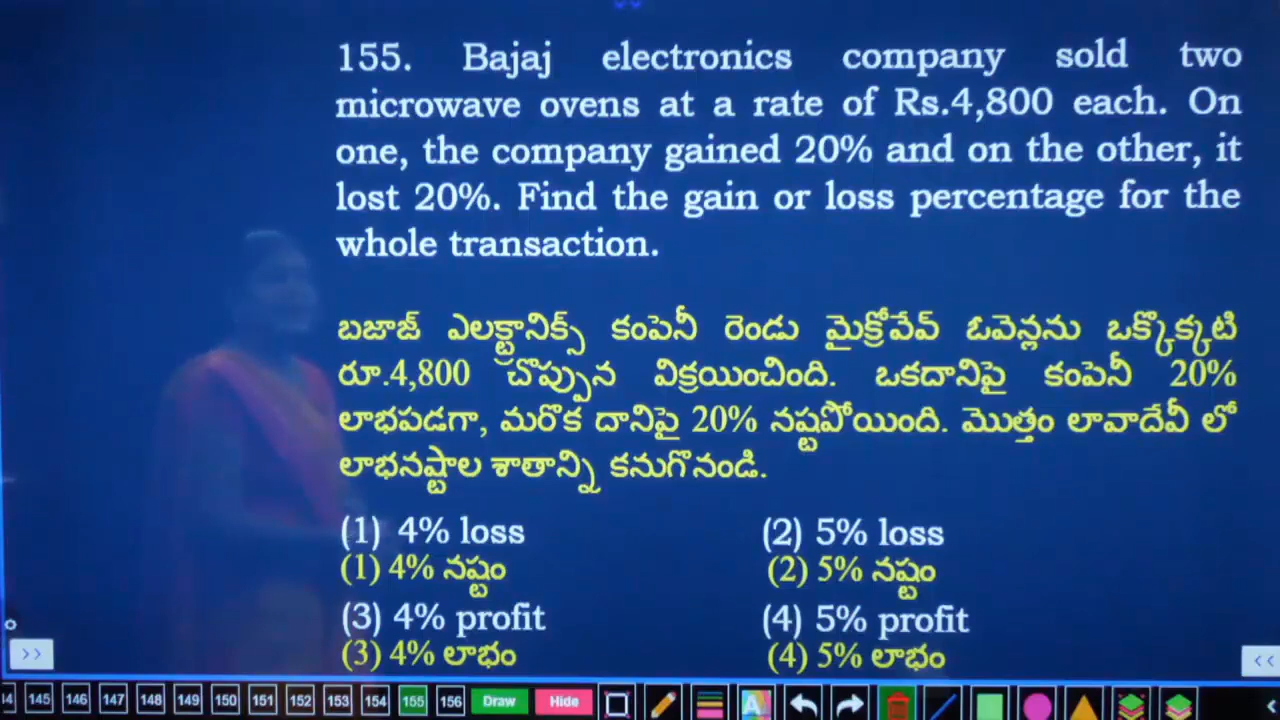 155. Bajaj electronics company sold two
microwave ovens at a rate of Rs.4,800 each. On
one, the company gained 20% and on the other, it
lost 20%. Find the gain or loss percentage for the
whole transaction.
బజాజ్ ఎలక్ట్రానిక్స్ కంపెనీ రెండు మైక్రోవేవ్ ఓవెన్లను ఒక్కొక్కటి
రూ.4,800 చొప్పున విక్రయించింది. ఒకదానిపై కంపెనీ 20%
లాభపడగా, మరొక దానిపై 20% నష్టపోయింది. మొత్తం లావాదేవీ లో
లాభనష్టాల శాతాన్ని కనుగొనండి.
(1) 4% loss (2) 5% loss
(1) 4% నష్టం (2) 5% నష్టం
(3) 4% profit (4) 5% profit
(3) 4% లాభం (4) 5% లాభం
>> <<
145 146 147 148 149 150 151 152 153 154 155 156 Draw Hide